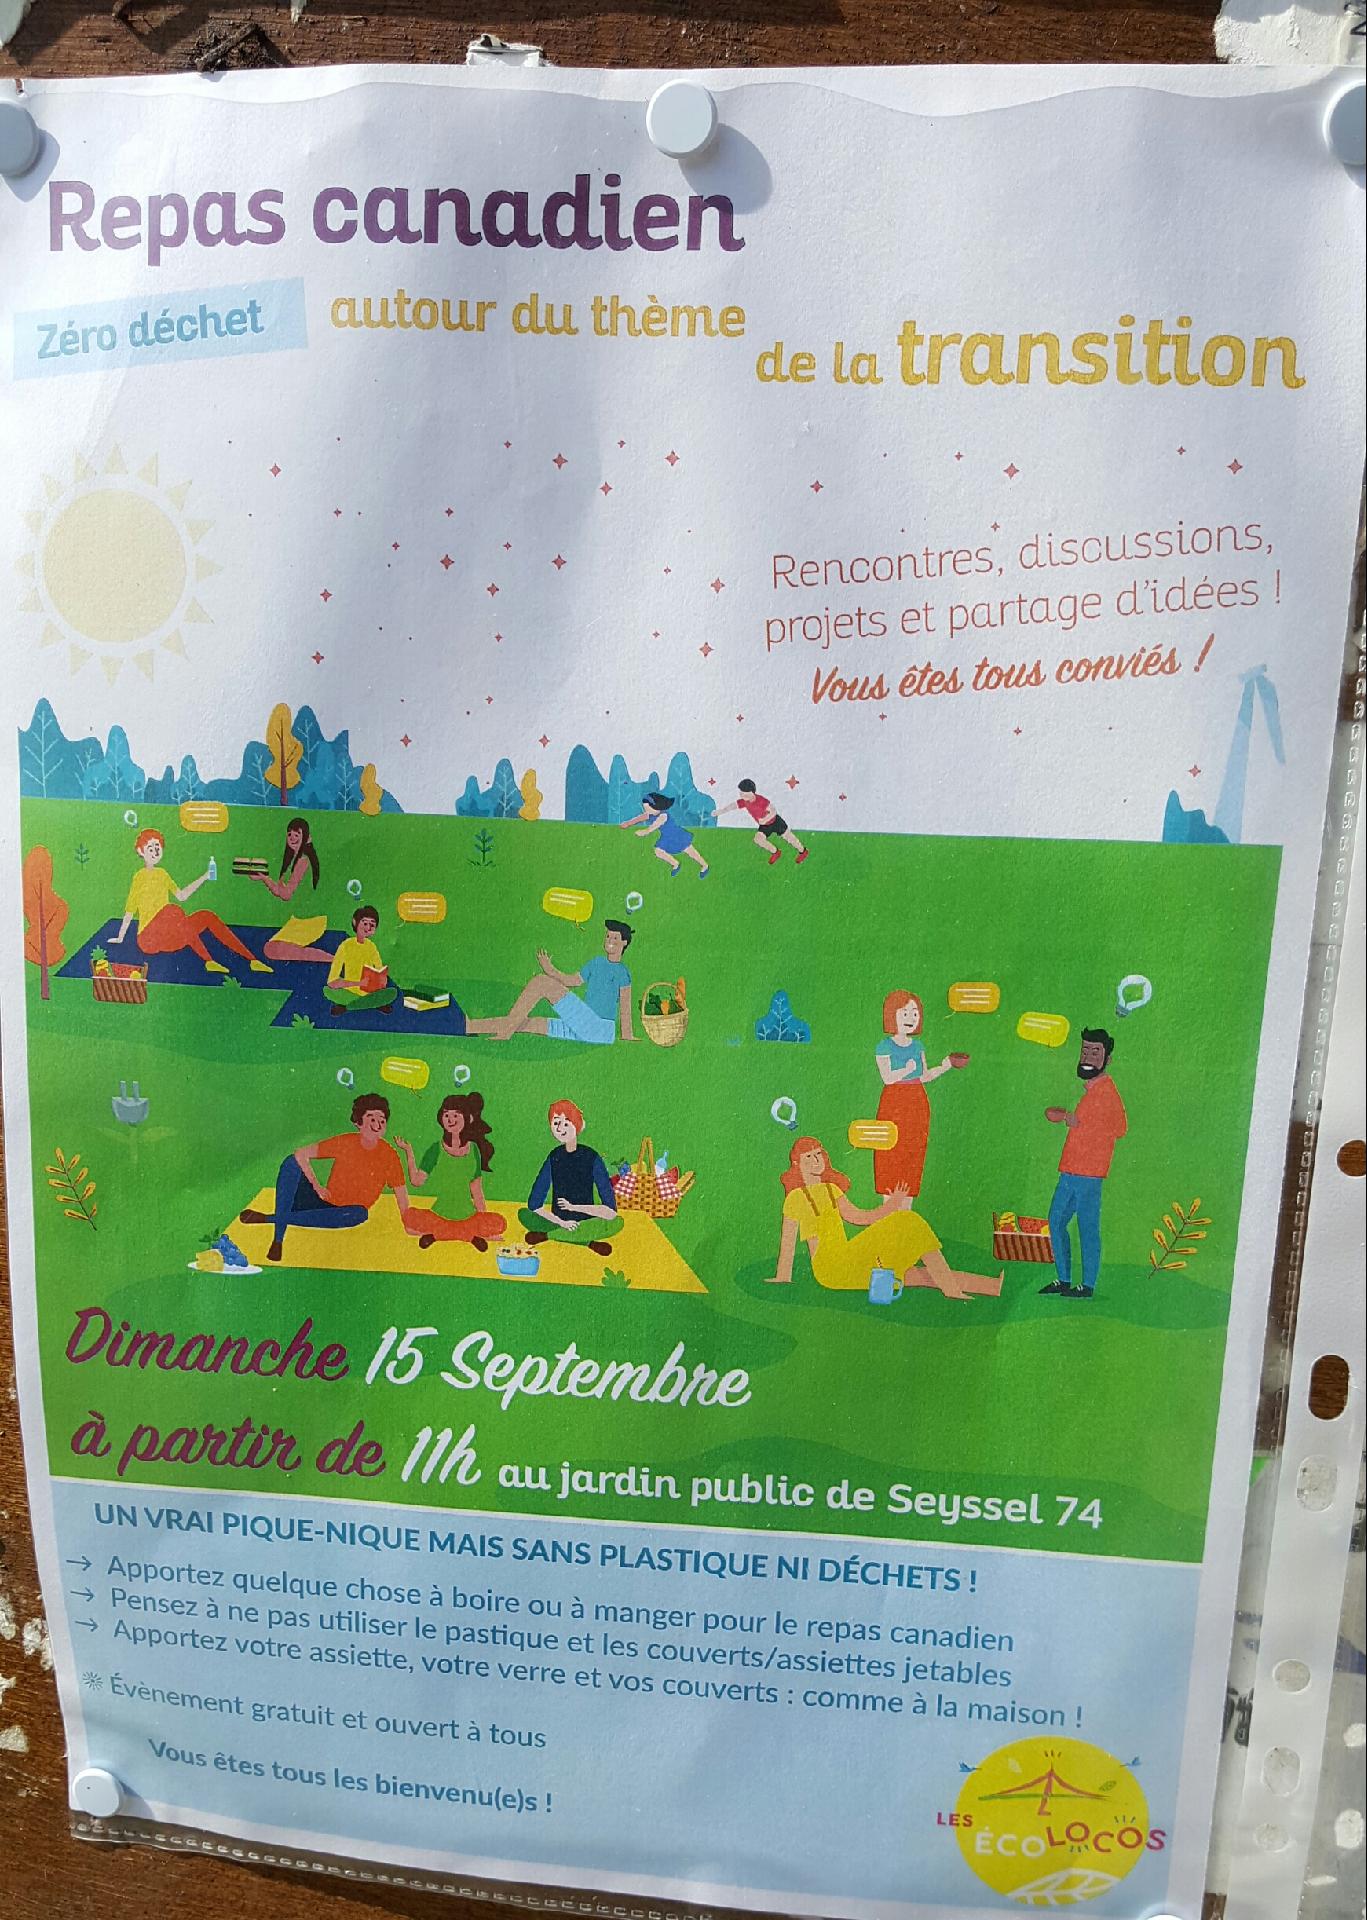 Repas canadien
Zéro déchet autour du thème
de la transition
Rencontres, discussions,
projets et partage d'idées !
Vous êtes tous conviés !
Dimanche 15 Septembre
à partir de 11h au jardin public de Seyssel 74
UN VRAI PIQUE-NIQUE MAIS SANS PLASTIQUE NI DÉCHETS !
→ Apportez quelque chose à boire ou à manger pour le repas canadien
→ Pensez à ne pas utiliser le pastique et les couverts/assiettes jetables
→ Apportez votre assiette, votre verre et vos couverts : comme à la maison !
Évènement gratuit et ouvert à tous
Vous êtes tous les bienvenu(e)s !
LES
ÉCOLOCOS